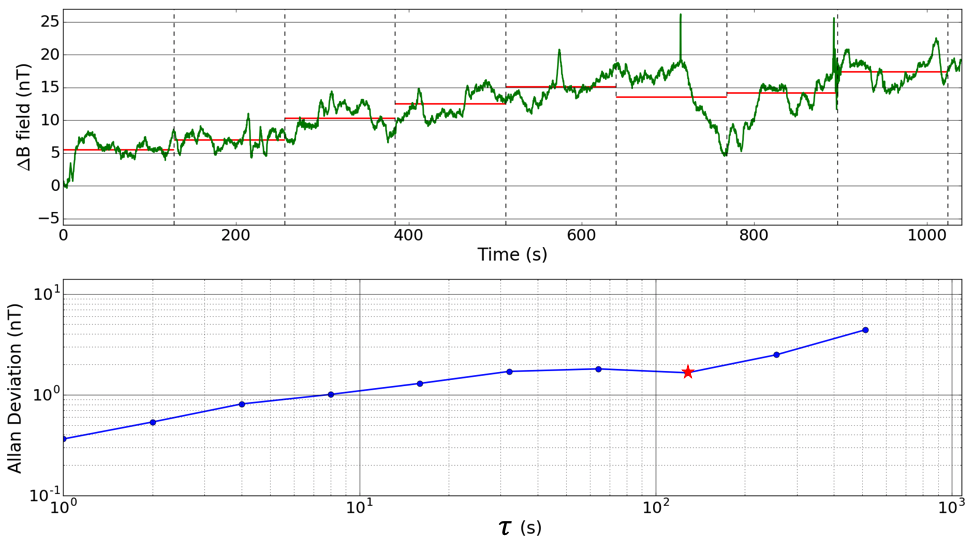 ΔB field (nT)
25
20
15
10
5
0
−5
0 200 400 600 800 1000
Time (s)
Allan Deviation (nT)
10¹
10⁰
10⁻¹
10⁰ 10¹ 10² 10³
τ (s)